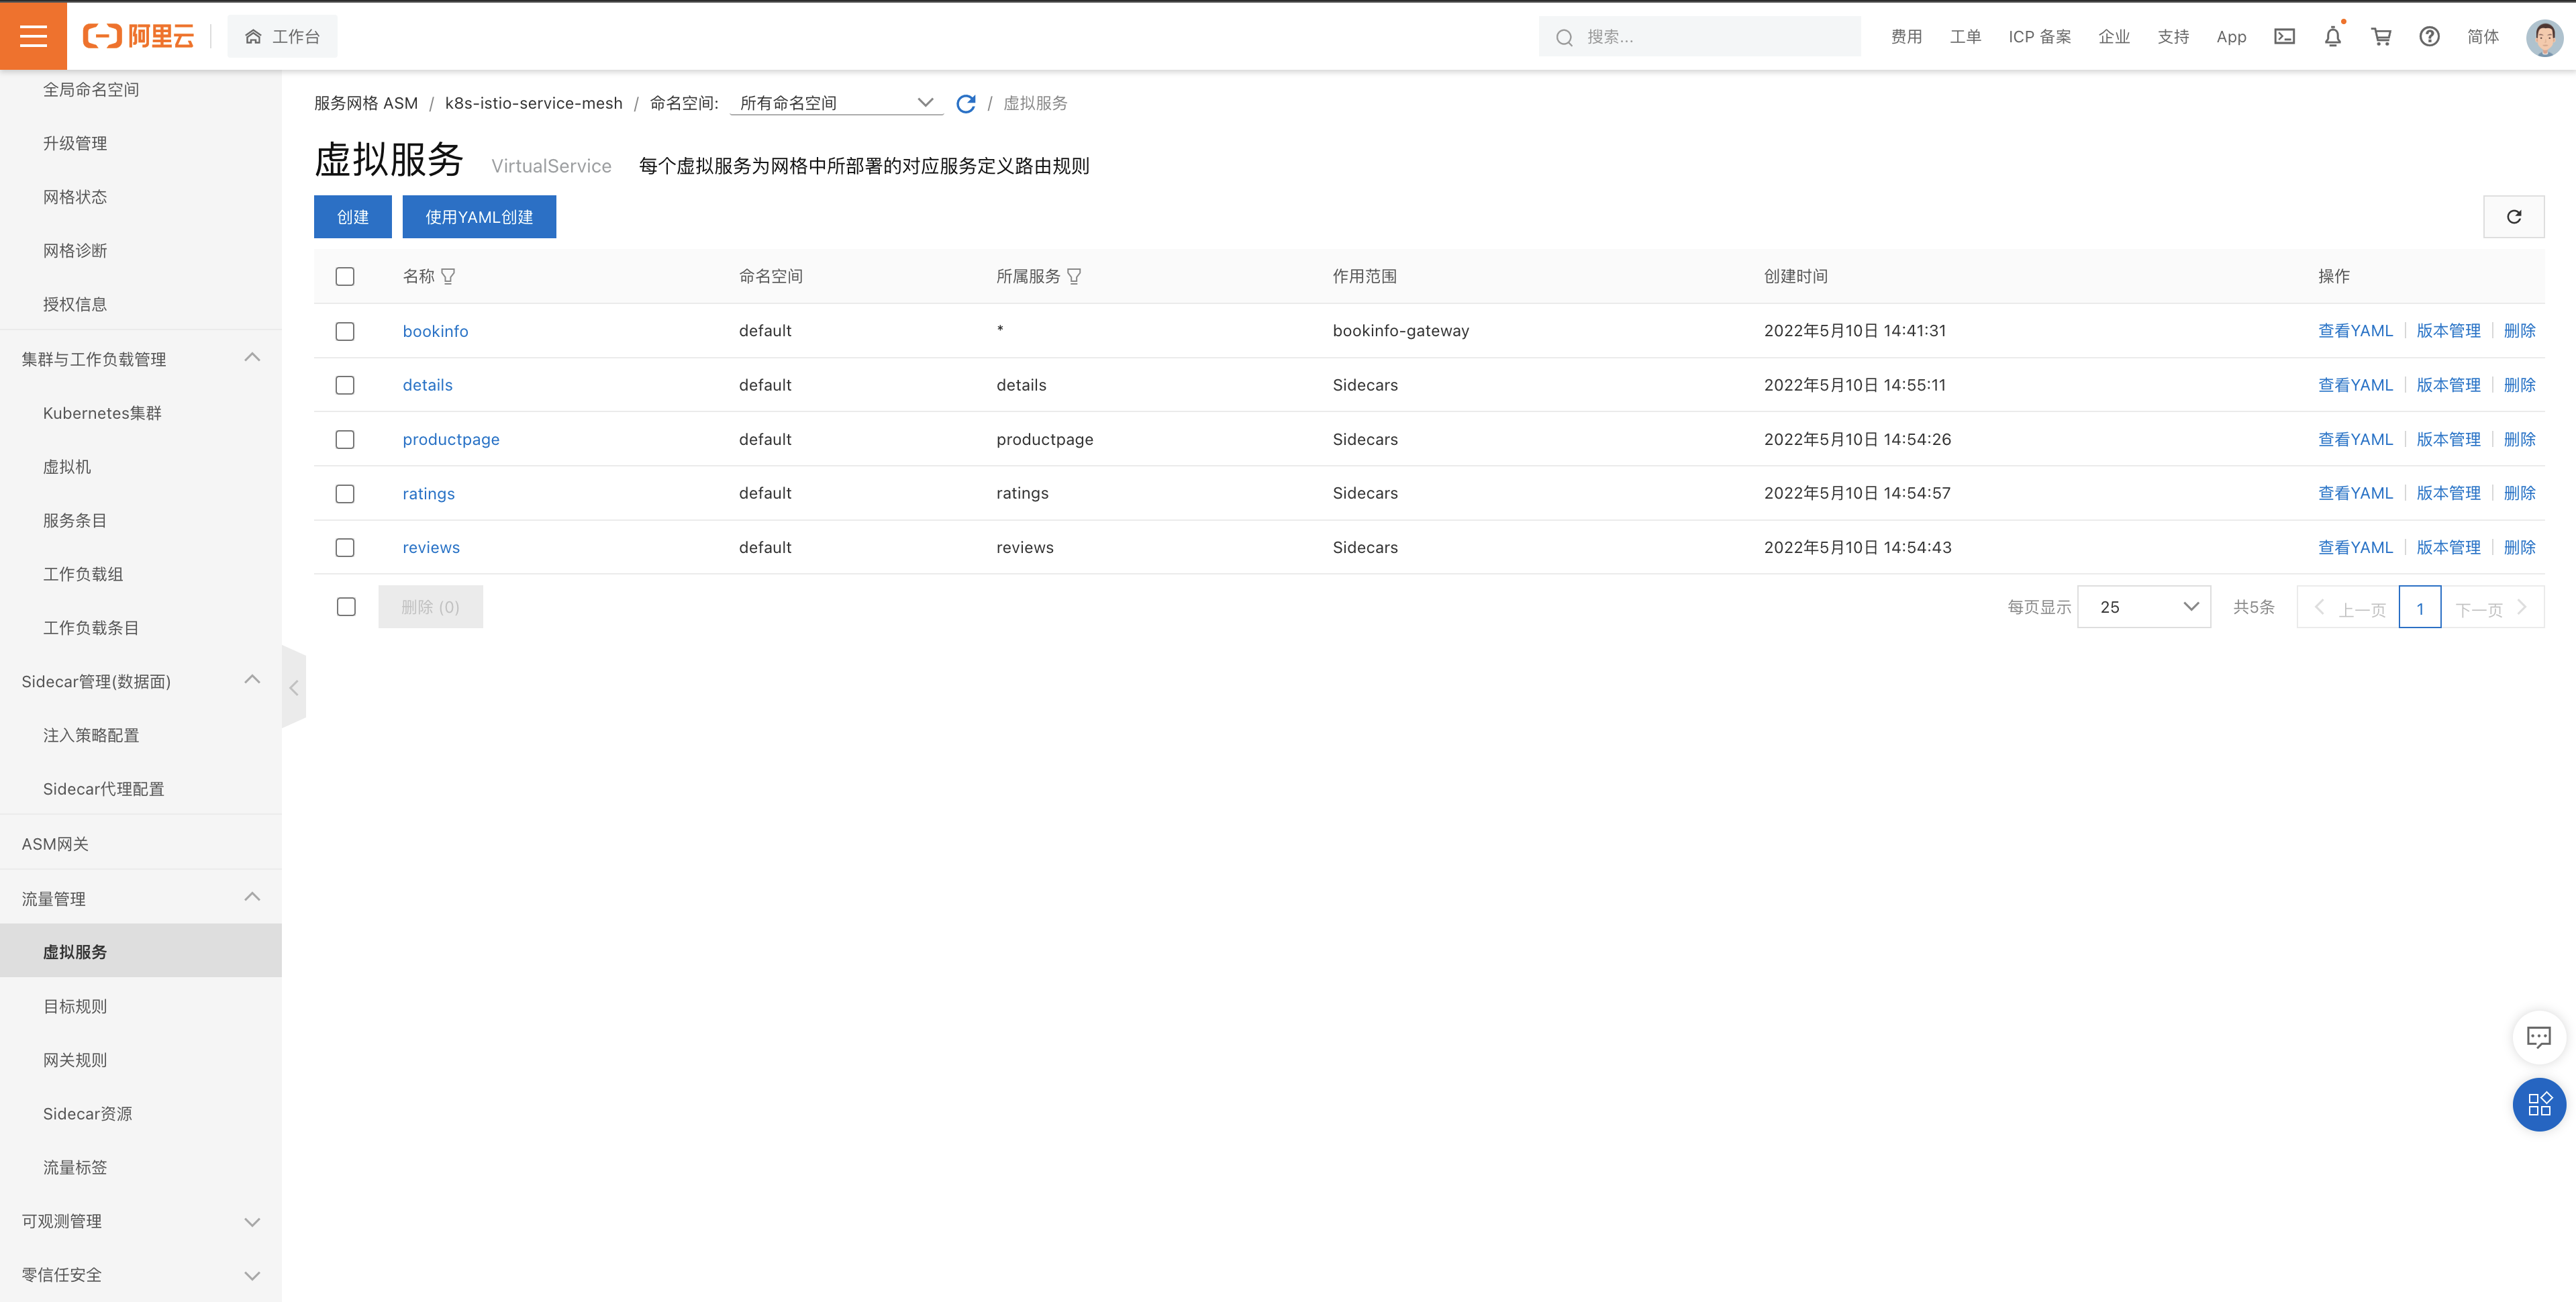 阿里云
工作台
搜索...
费用 工单 ICP 备案 企业 支持 App 简体
全局命名空间
升级管理
网格状态
网格诊断
授权信息
集群与工作负载管理
Kubernetes集群
虚拟机
服务条目
工作负载组
工作负载条目
Sidecar管理(数据面)
注入策略配置
Sidecar代理配置
ASM网关
流量管理
虚拟服务
目标规则
网关规则
Sidecar资源
流量标签
可观测管理
零信任安全
服务网格 ASM / k8s-istio-service-mesh / 命名空间: 所有命名空间 / 虚拟服务
虚拟服务 VirtualService 每个虚拟服务为网格中所部署的对应服务定义路由规则
创建 使用YAML创建
名称 命名空间 所属服务 作用范围 创建时间 操作
bookinfo default * bookinfo-gateway 2022年5月10日 14:41:31 查看YAML 版本管理 删除
details default details Sidecars 2022年5月10日 14:55:11 查看YAML 版本管理 删除
productpage default productpage Sidecars 2022年5月10日 14:54:26 查看YAML 版本管理 删除
ratings default ratings Sidecars 2022年5月10日 14:54:57 查看YAML 版本管理 删除
reviews default reviews Sidecars 2022年5月10日 14:54:43 查看YAML 版本管理 删除
删除 (0) 每页显示 25 共5条 上一页 1 下一页